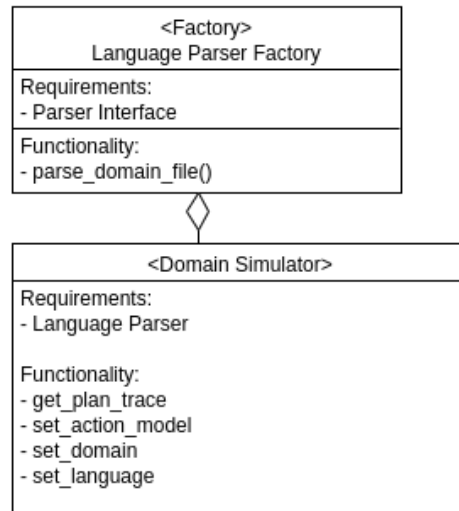 <Factory>
Language Parser Factory
Requirements:
- Parser Interface
Functionality:
- parse_domain_file()
<Domain Simulator>
Requirements:
- Language Parser
Functionality:
- get_plan_trace
- set_action_model
- set_domain
- set_language